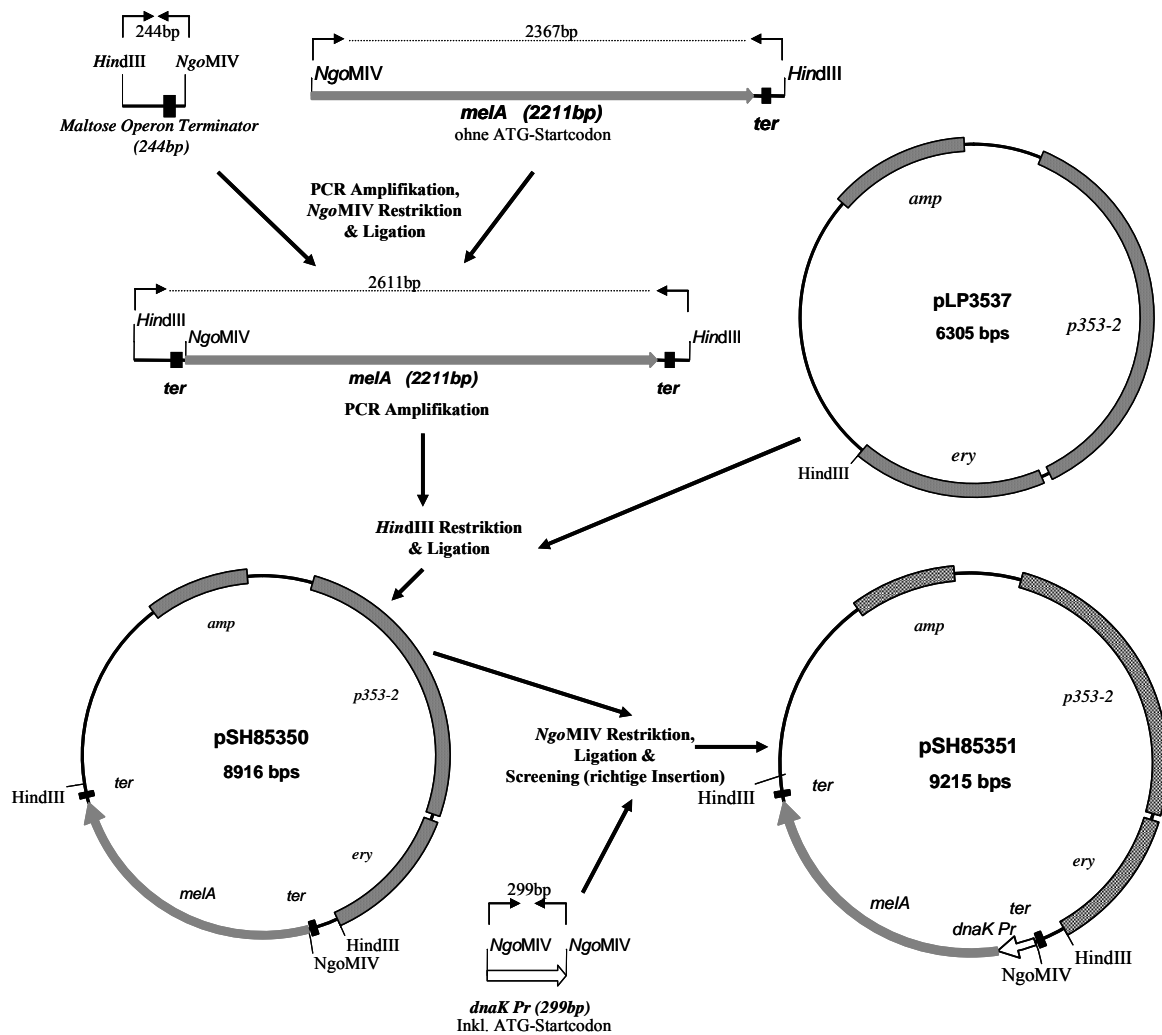 244bp
HindIII
NgoMIV
Maltose Operon Terminator
(244bp)
2367bp
NgoMIV
HindIII
melA (2211bp)
ter
ohne ATG-Startcodon
PCR Amplifikation,
NgoMIV Restriktion
& Ligation
2611bp
HindIII
NgoMIV
HindIII
ter
melA (2211bp)
ter
PCR Amplifikation
amp
pLP3537
6305 bps
p353-2
ery
HindIII
HindIII Restriktion
& Ligation
amp
p353-2
pSH85350
8916 bps
HindIII
ter
ery
melA
ter
HindIII
NgoMIV
NgoMIV Restriktion,
Ligation &
Screening (richtige Insertion)
299bp
NgoMIV
NgoMIV
dnaK Pr (299bp)
Inkl. ATG-Startcodon
amp
p353-2
pSH85351
9215 bps
HindIII
ter
ery
melA
ter
dnaK Pr
HindIII
NgoMIV